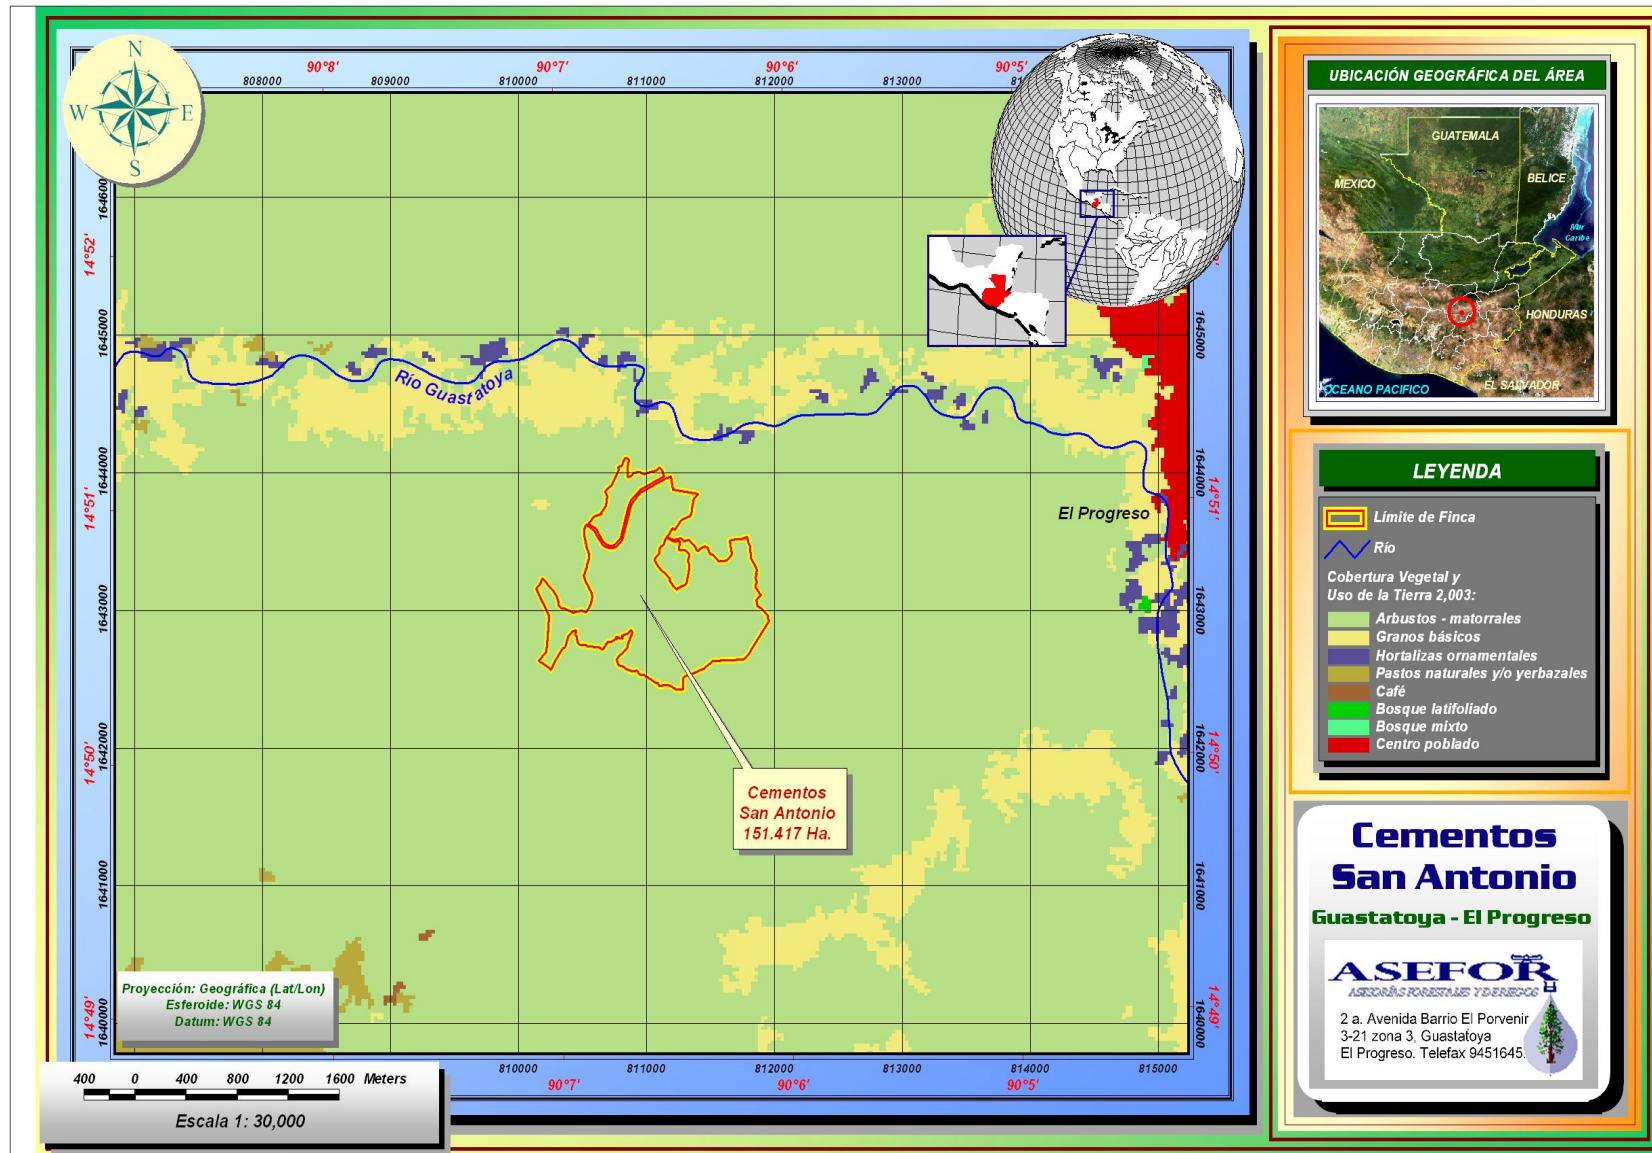 N
W E
S
90°8' 90°7' 90°6' 90°5'
808000 809000 810000 811000 812000 813000
1646000
14°52'
1645000
1645000
Río Guastatoya
1644000
1644000
14°51'
14°51'
El Progreso
1643000
1643000
1642000
1642000
14°50'
14°50'
Cementos
San Antonio
151.417 Ha.
1641000
1641000
14°49'
14°49'
1640000
1640000
Proyección: Geográfica (Lat/Lon)
Esferoide: WGS 84
Datum: WGS 84
810000 811000 812000 813000 814000 815000
90°7' 90°6' 90°5'
400 0 400 800 1200 1600 Meters
Escala 1: 30,000
UBICACIÓN GEOGRÁFICA DEL ÁREA
GUATEMALA
MEXICO
BELICE
Mar
Caribe
HONDURAS
EL SALVADOR
OCEANO PACIFICO
LEYENDA
Límite de Finca
Río
Cobertura Vegetal y
Uso de la Tierra 2,003:
Arbustos - matorrales
Granos básicos
Hortalizas ornamentales
Pastos naturales y/o yerbazales
Café
Bosque latifoliado
Bosque mixto
Centro poblado
Cementos
San Antonio
Guastatoya - El Progreso
ASEFOR
ASESORÍAS FORESTALES Y DE RIEGOS
2 a. Avenida Barrio El Porvenir
3-21 zona 3, Guastatoya
El Progreso. Telefax 9451645.